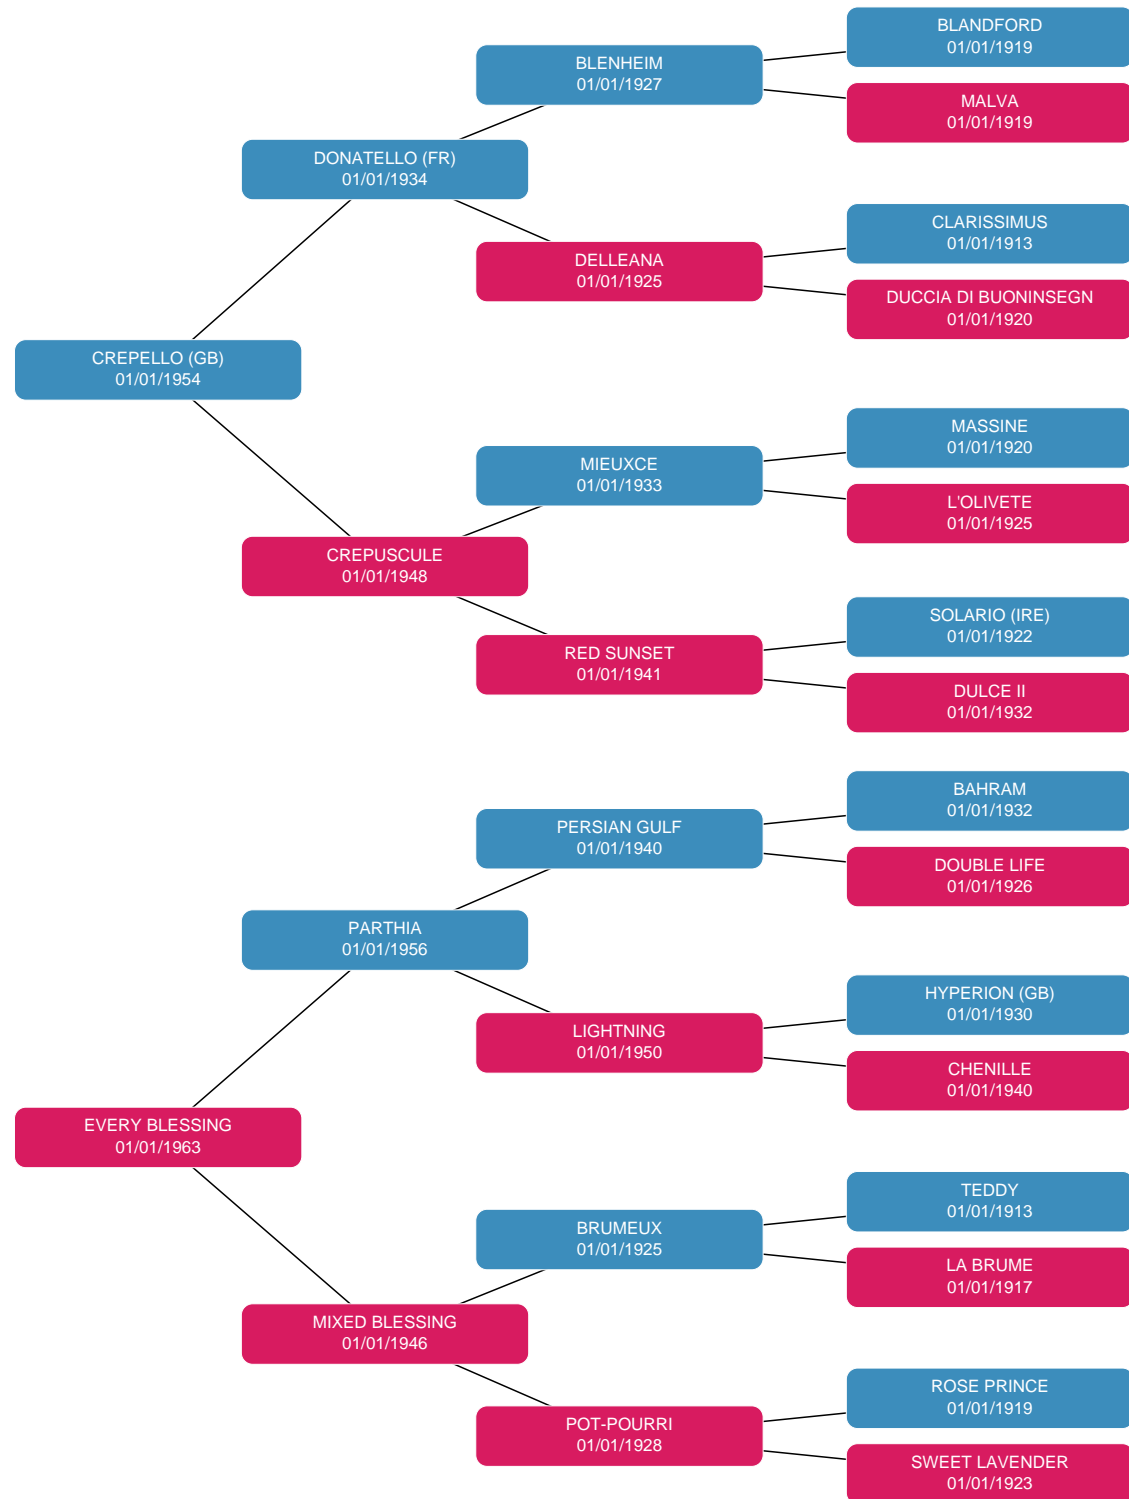 BLANDFORD
01/01/1919
BLENHEIM
01/01/1927
MALVA
01/01/1919
DONATELLO (FR)
01/01/1934
CLARISSIMUS
01/01/1913
DELLEANA
01/01/1925
DUCCIA DI BUONINSEGN
01/01/1920
CREPELLO (GB)
01/01/1954
MASSINE
01/01/1920
MIEUXCE
01/01/1933
L'OLIVETE
01/01/1925
CREPUSCULE
01/01/1948
SOLARIO (IRE)
01/01/1922
RED SUNSET
01/01/1941
DULCE II
01/01/1932
BAHRAM
01/01/1932
PERSIAN GULF
01/01/1940
DOUBLE LIFE
01/01/1926
PARTHIA
01/01/1956
HYPERION (GB)
01/01/1930
LIGHTNING
01/01/1950
CHENILLE
01/01/1940
EVERY BLESSING
01/01/1963
TEDDY
01/01/1913
BRUMEUX
01/01/1925
LA BRUME
01/01/1917
MIXED BLESSING
01/01/1946
ROSE PRINCE
01/01/1919
POT-POURRI
01/01/1928
SWEET LAVENDER
01/01/1923